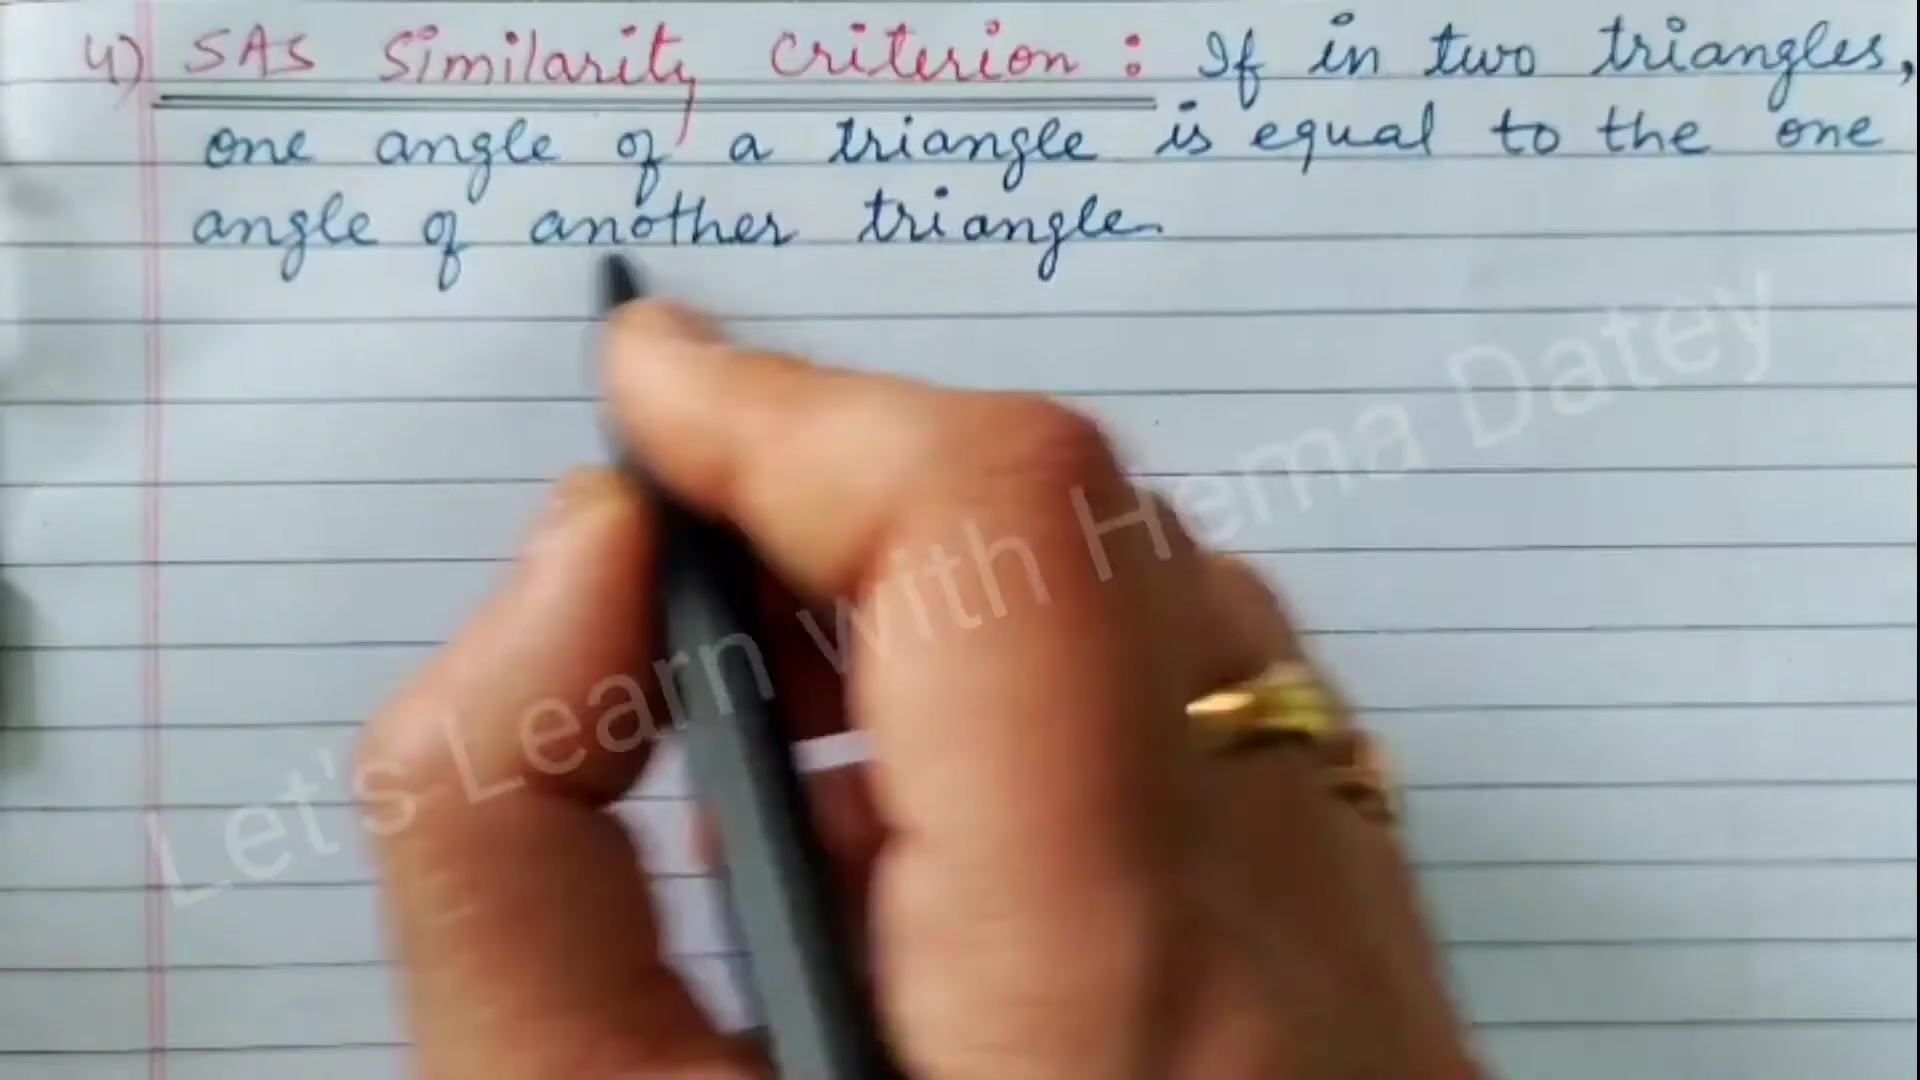 4) SAS Similarity Criterion : If in two triangles,
one angle of a triangle is equal to the one
angle of another triangle
Let's Learn with Hema Datey